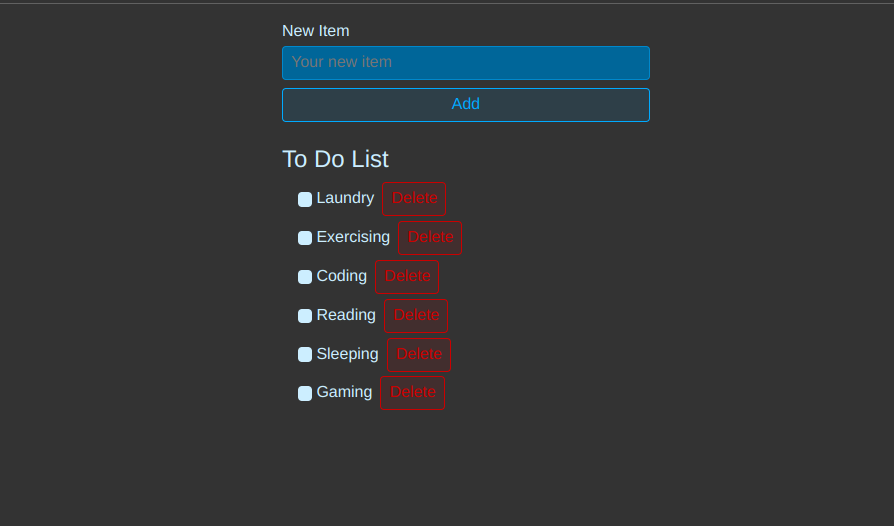 New Item
Your new item
Add
To Do List
Laundry Delete
Exercising Delete
Coding Delete
Reading Delete
Sleeping Delete
Gaming Delete